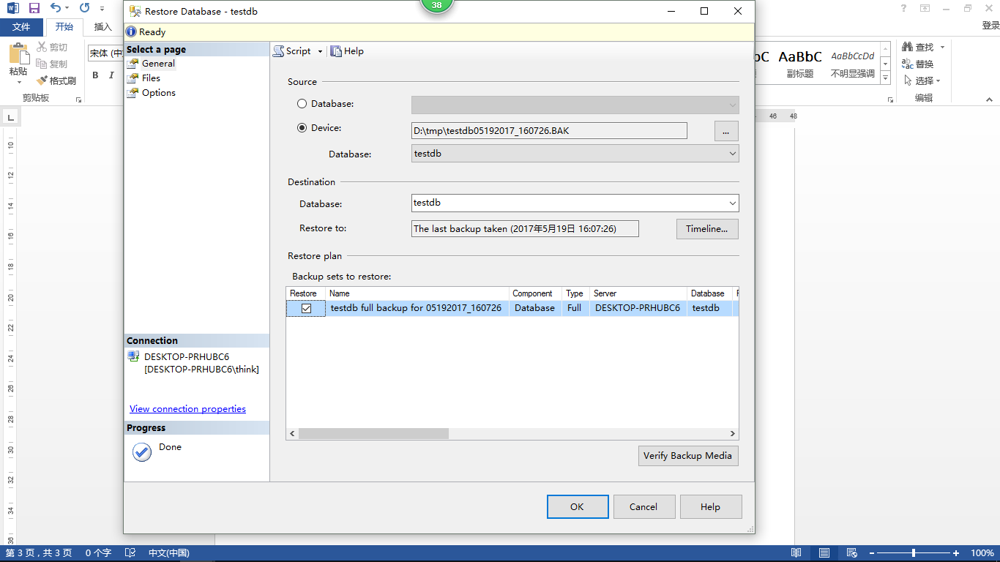 38
Restore Database - testdb
文件
开始
插入
登录
Ready
剪切
复制
格式刷
粘贴
剪贴板
宋体 (中
B I
AaBbC
AaBbCcDd
副标题
不明显强调
查找
替换
选择
编辑
Select a page
General
Files
Options
Script
Help
Source
Database:
Device:
D:\tmp\testdb05192017_160726.BAK
...
Database:
testdb
Destination
Database:
testdb
Restore to:
The last backup taken (2017年5月19日 16:07:26)
Timeline...
Restore plan
Backup sets to restore:
Restore Name Component Type Server Database
testdb full backup for 05192017_160726 Database Full DESKTOP-PRHUBC6 testdb
Connection
DESKTOP-PRHUBC6
[DESKTOP-PRHUBC6\think]
View connection properties
Progress
Done
Verify Backup Media
OK
Cancel
Help
46 48
10
12
14
16
18
20
22
24
26
28
30
32
34
36
第 3 页，共 3 页
0 个字
中文(中国)
100%